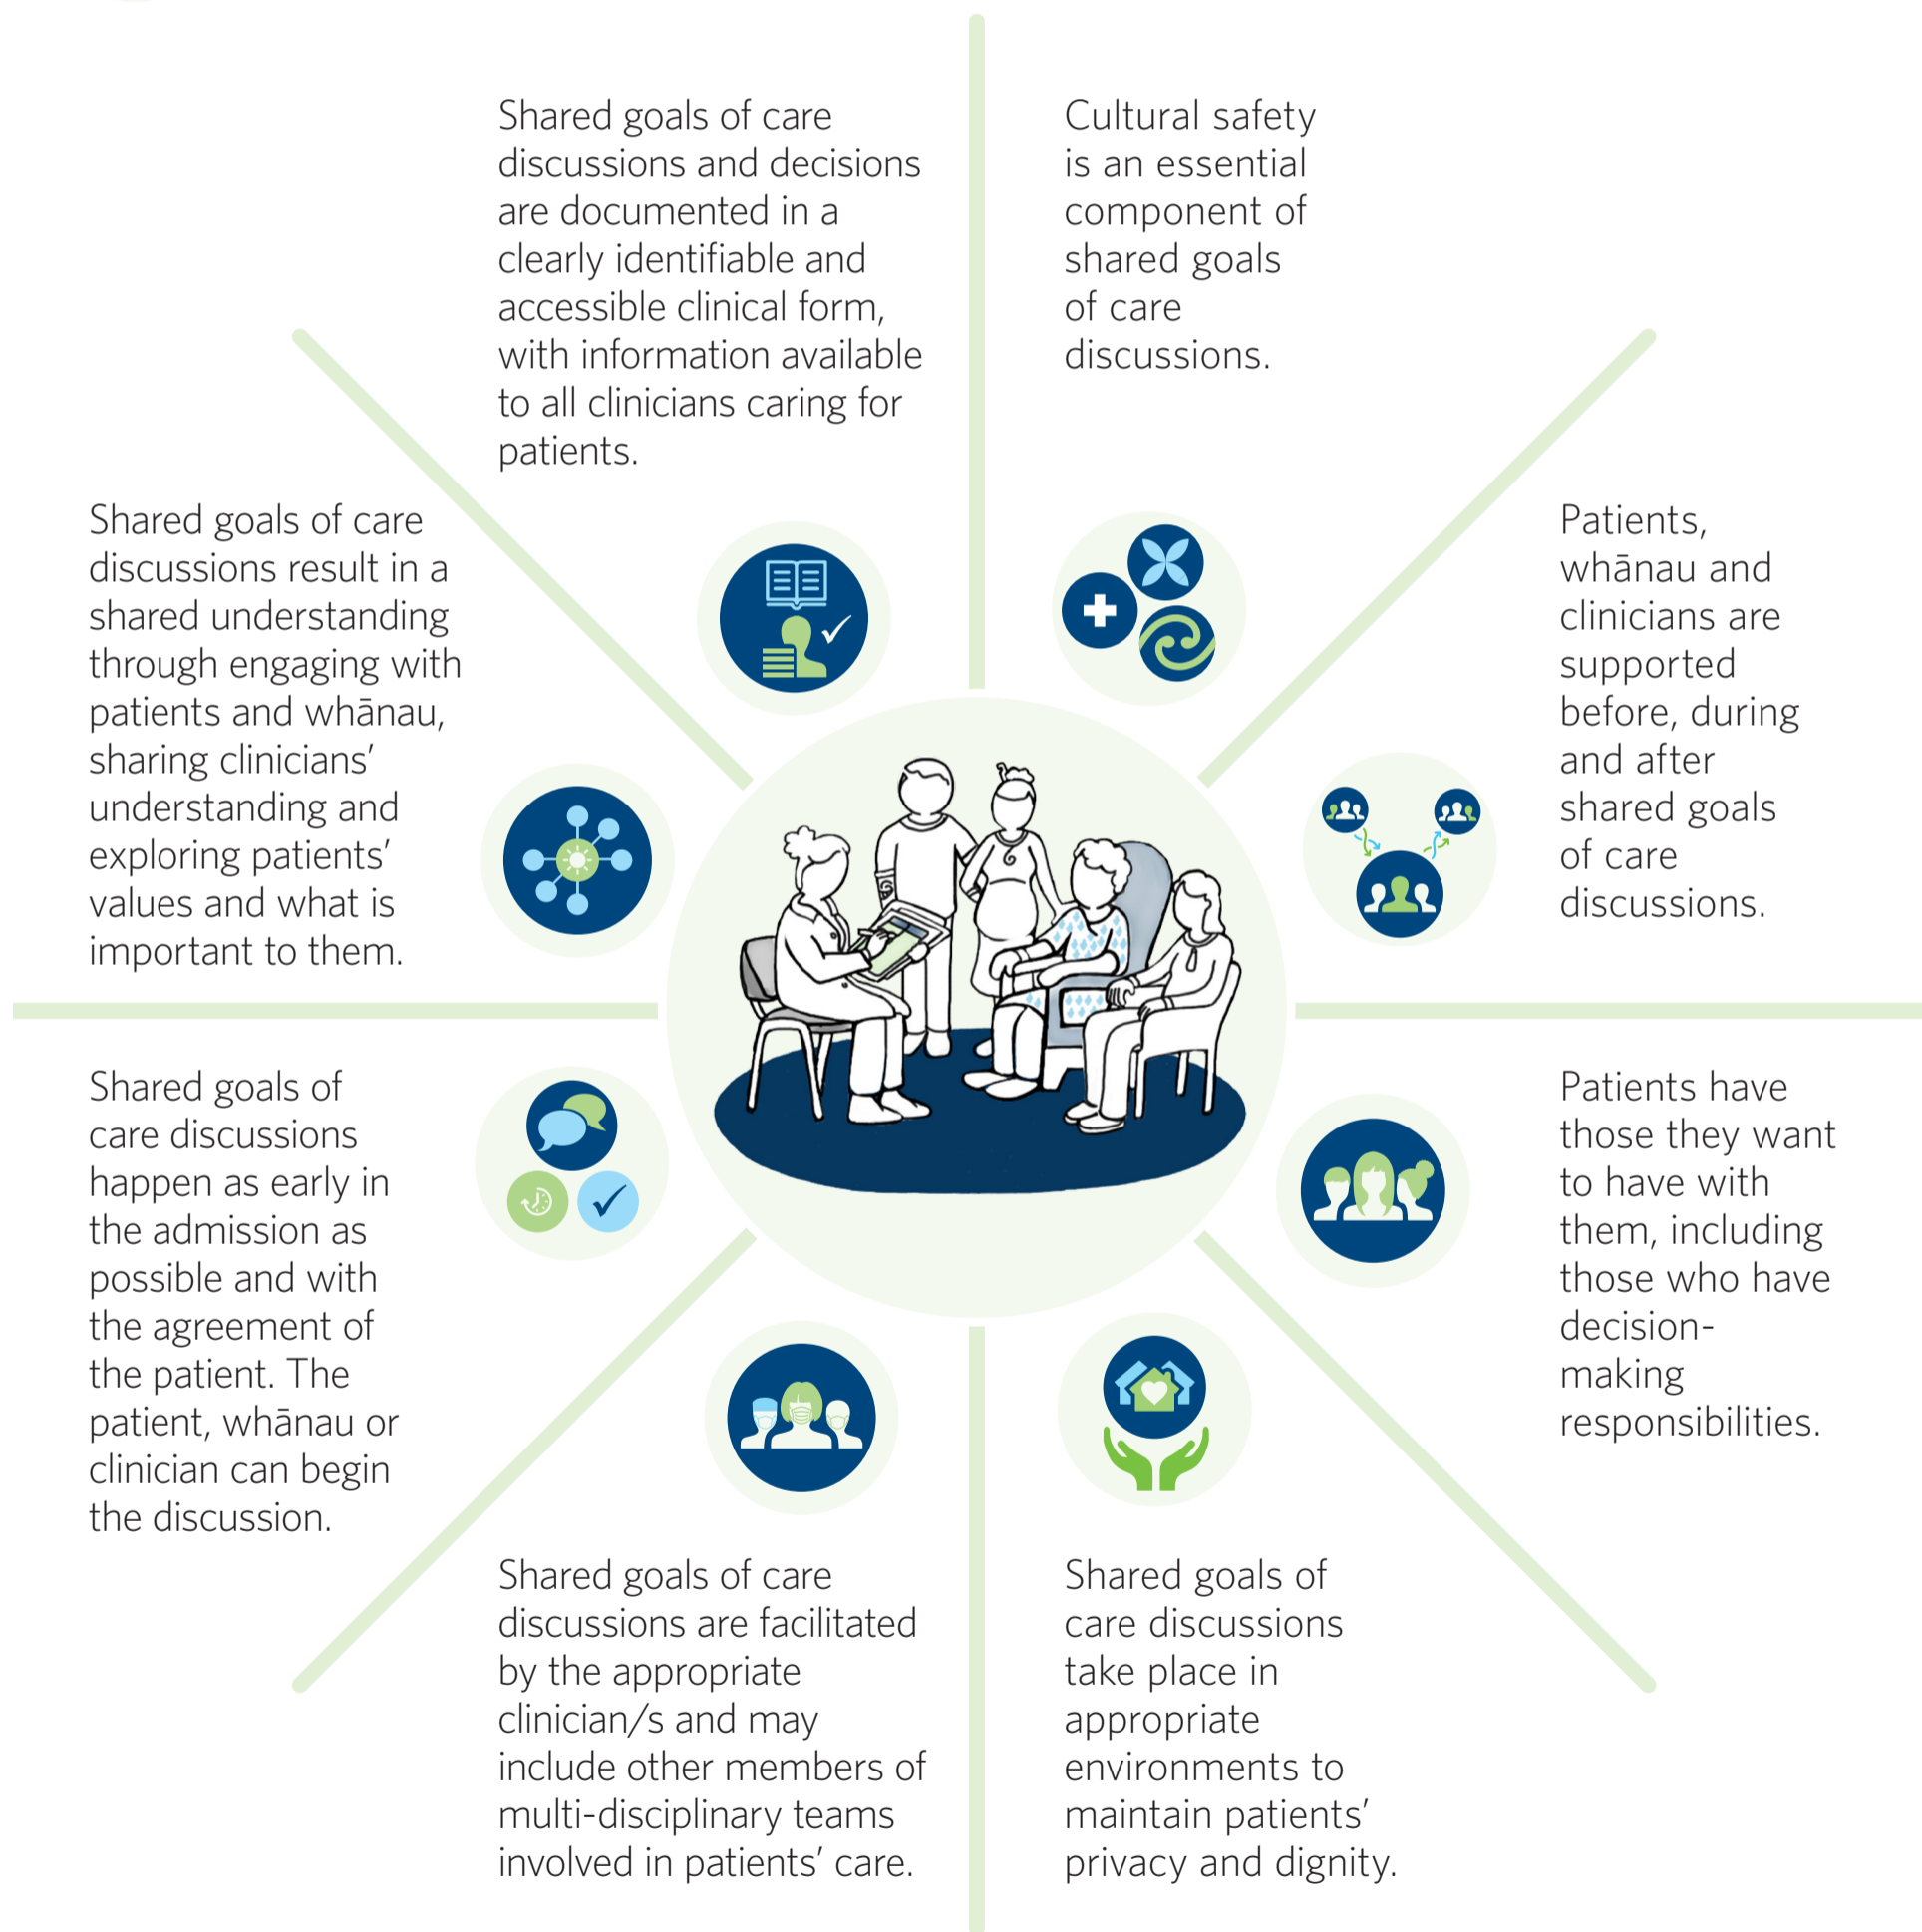 Shared goals of care
discussions and decisions
are documented in a
clearly identifiable and
accessible clinical form,
with information available
to all clinicians caring for
patients.
Cultural safety
is an essential
component of
shared goals
of care
discussions.
Patients,
whānau and
clinicians are
supported
before, during
and after
shared goals
of care
discussions.
Patients have
those they want
to have with
them, including
those who have
decision-
making
responsibilities.
Shared goals of
care discussions
take place in
appropriate
environments to
maintain patients’
privacy and dignity.
Shared goals of care
discussions are facilitated
by the appropriate
clinician/s and may
include other members of
multi-disciplinary teams
involved in patients’ care.
Shared goals of
care discussions
happen as early in
the admission as
possible and with
the agreement of
the patient. The
patient, whānau or
clinician can begin
the discussion.
Shared goals of care
discussions result in a
shared understanding
through engaging with
patients and whānau,
sharing clinicians’
understanding and
exploring patients’
values and what is
important to them.